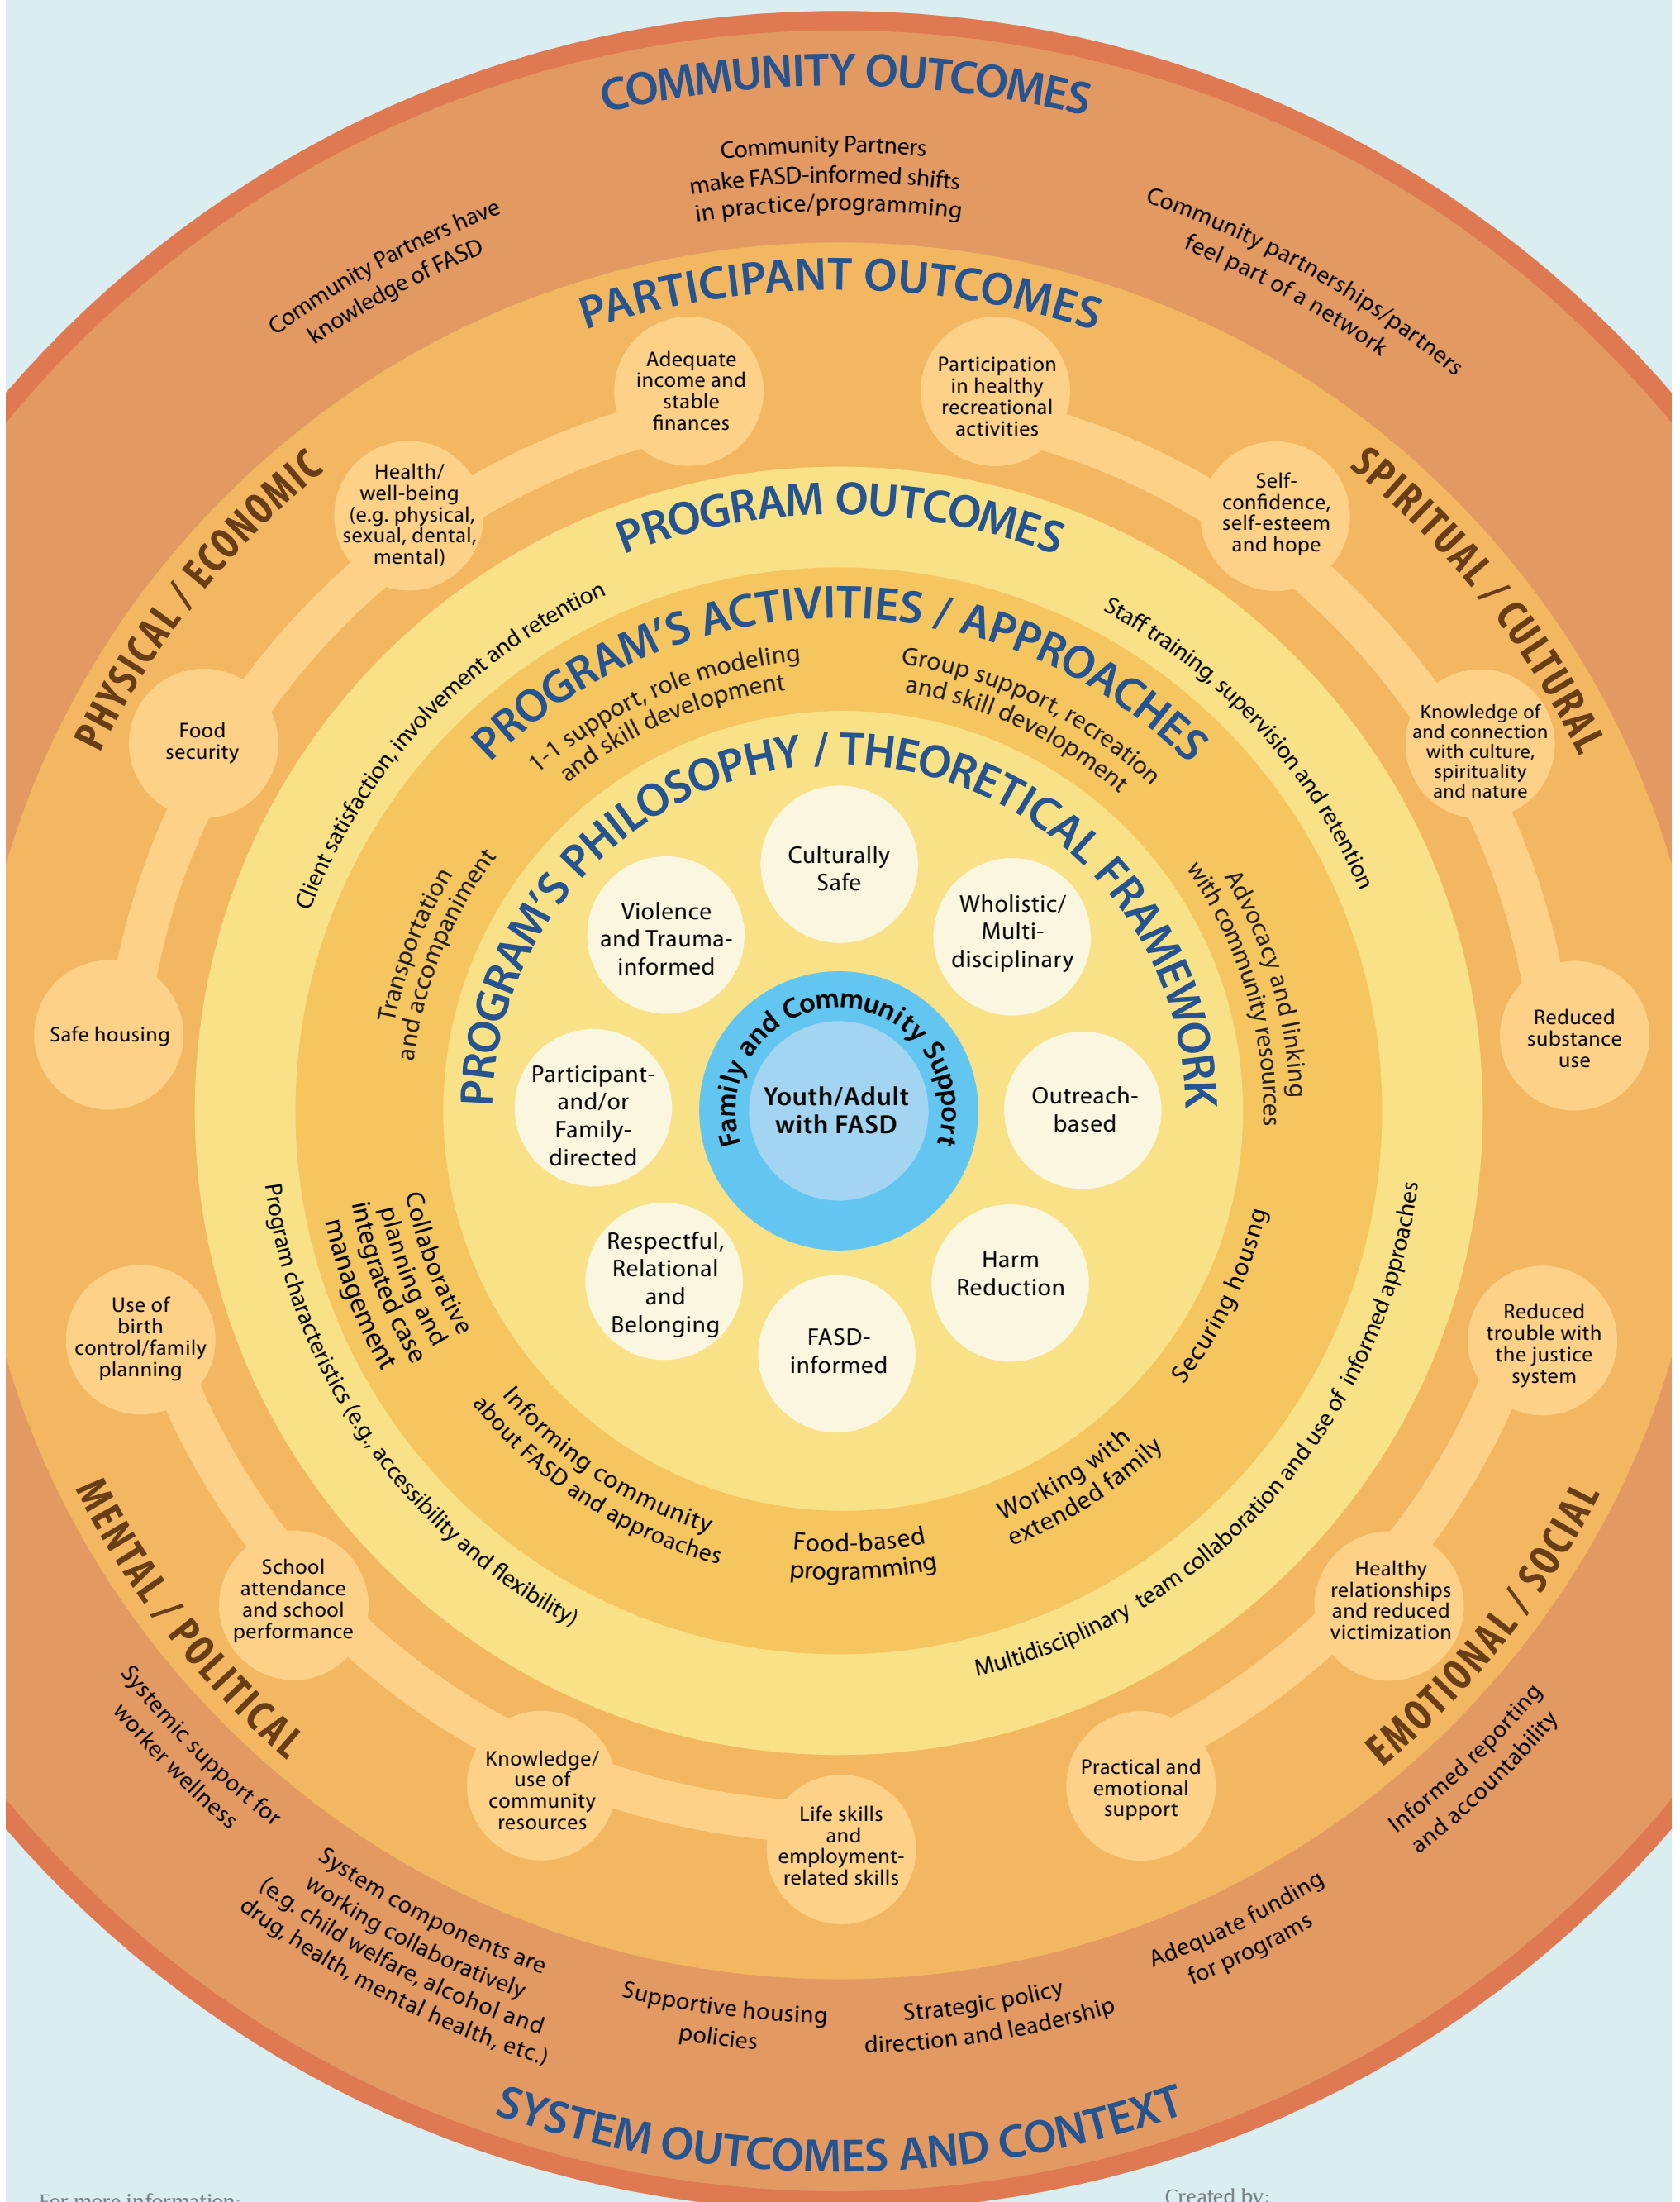 COMMUNITY OUTCOMES
Community Partners have
knowledge of FASD
Community Partners
make FASD-informed shifts
in practice/programming
Community partnerships/partners
feel part of a network
PARTICIPANT OUTCOMES
PHYSICAL / ECONOMIC
Adequate
income and
stable
finances
Health/
well-being
(e.g. physical,
sexual, dental,
mental)
Food
security
Safe housing
SPIRITUAL / CULTURAL
Participation
in healthy
recreational
activities
Self-
confidence,
self-esteem
and hope
Knowledge of
and connection
with culture,
spirituality
and nature
Reduced
substance
use
PROGRAM OUTCOMES
Client satisfaction, involvement and retention
Staff training, supervision and retention
PROGRAM'S ACTIVITIES / APPROACHES
1-1 support, role modeling
and skill development
Group support, recreation
and skill development
Transportation
and accompaniment
Advocacy and linking
with community resources
PROGRAM'S PHILOSOPHY / THEORETICAL FRAMEWORK
Culturally
Safe
Violence
and Trauma-
informed
Wholistic/
Multi-
disciplinary
Participant-
and/or
Family-
directed
Family and Community Support
Youth/Adult
with FASD
Outreach-
based
Respectful,
Relational
and
Belonging
Harm
Reduction
FASD-
informed
Collaborative
planning and
integrated case
management
Securing housng
Informing community
about FASD and approaches
Food-based
programming
Working with
extended family
Program characteristics (e.g., accessibility and flexibility)
Multidisciplinary team collaboration and use of informed approaches
MENTAL / POLITICAL
Use of
birth
control/family
planning
School
attendance
and school
performance
Knowledge/
use of
community
resources
Life skills
and
employment-
related skills
EMOTIONAL / SOCIAL
Reduced
trouble with
the justice
system
Healthy
relationships
and reduced
victimization
Practical and
emotional
support
Systemic support for
worker wellness
System components are
working collaboratively
(e.g. child welfare, alcohol and
drug, health, mental health, etc.)
Supportive housing
policies
Strategic policy
direction and leadership
Adequate funding
for programs
Informed reporting
and accountability
SYSTEM OUTCOMES AND CONTEXT
For more information:
Created by: